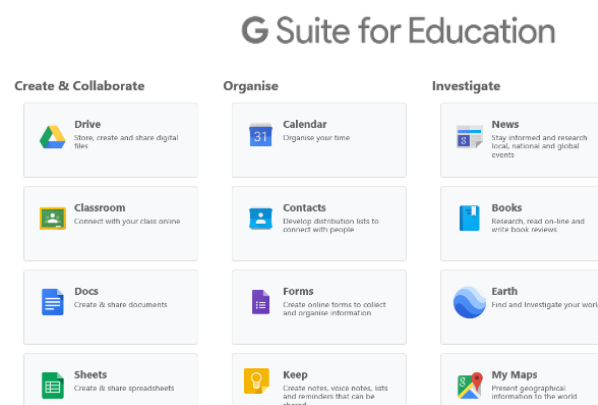 G Suite for Education
Create & Collaborate
Drive
Store, create and share digital
files
Classroom
Connect with your class online
Docs
Create & share documents
Sheets
Create & share spreadsheets
Organise
31
Calendar
Organise your time
Contacts
Develop distribution lists to
connect with people
Forms
Create online forms to collect
and organise information
Keep
Create notes, voice notes, lists
and reminders that can be
Investigate
News
Stay informed and research
local, national and global
events
Books
Research, read on-line and
write book reviews
Earth
Find and Investigate your
My Maps
Present geographical
information to the world